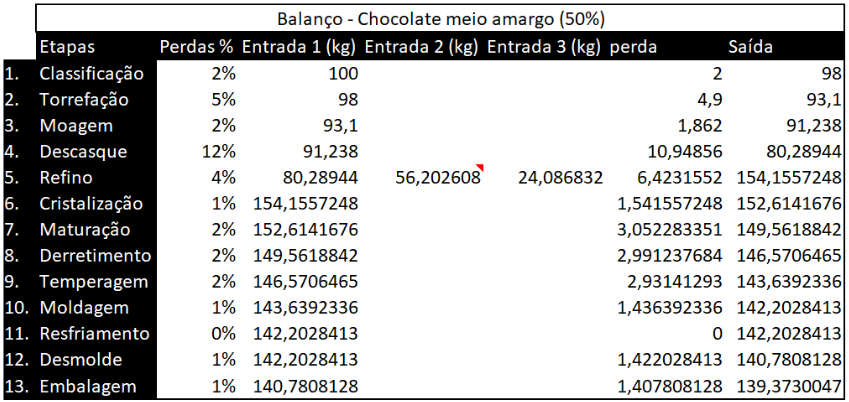 Balanço - Chocolate meio amargo (50%)
Etapas Perdas % Entrada 1 (kg) Entrada 2 (kg) Entrada 3 (kg) perda Saída
1. Classificação 2% 100 2 98
2. Torrefação 5% 98 4,9 93,1
3. Moagem 2% 93,1 1,862 91,238
4. Descasque 12% 91,238 10,94856 80,28944
5. Refino 4% 80,28944 56,202608 24,086832 6,4231552 154,1557248
6. Cristalização 1% 154,1557248 1,541557248 152,6141676
7. Maturação 2% 152,6141676 3,052283351 149,5618842
8. Derretimento 2% 149,5618842 2,991237684 146,5706465
9. Temperagem 2% 146,5706465 2,93141293 143,6392336
10. Moldagem 1% 143,6392336 1,436392336 142,2028413
11. Resfriamento 0% 142,2028413 0 142,2028413
12. Desmolde 1% 142,2028413 1,422028413 140,7808128
13. Embalagem 1% 140,7808128 1,407808128 139,3730047